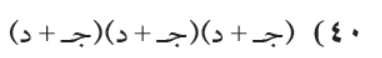 ٤٠) (جـ + د)(جـ + د)(جـ + د)